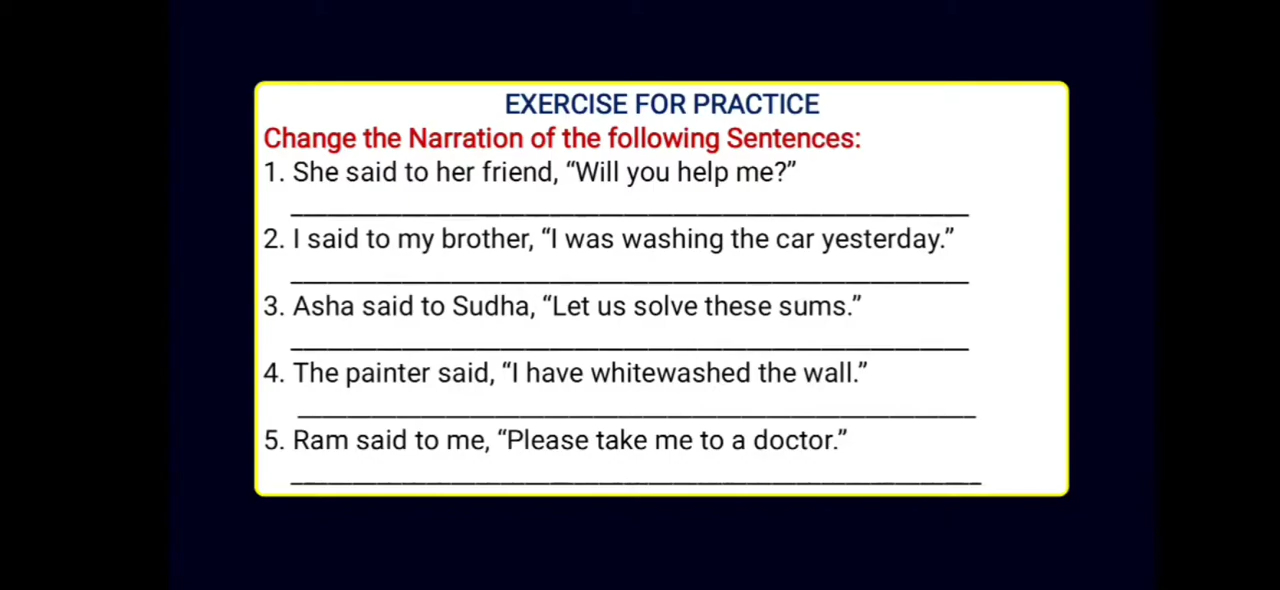 EXERCISE FOR PRACTICE
Change the Narration of the following Sentences:
1. She said to her friend, “Will you help me?”
2. I said to my brother, “I was washing the car yesterday.”
3. Asha said to Sudha, “Let us solve these sums.”
4. The painter said, “I have whitewashed the wall.”
5. Ram said to me, “Please take me to a doctor.”